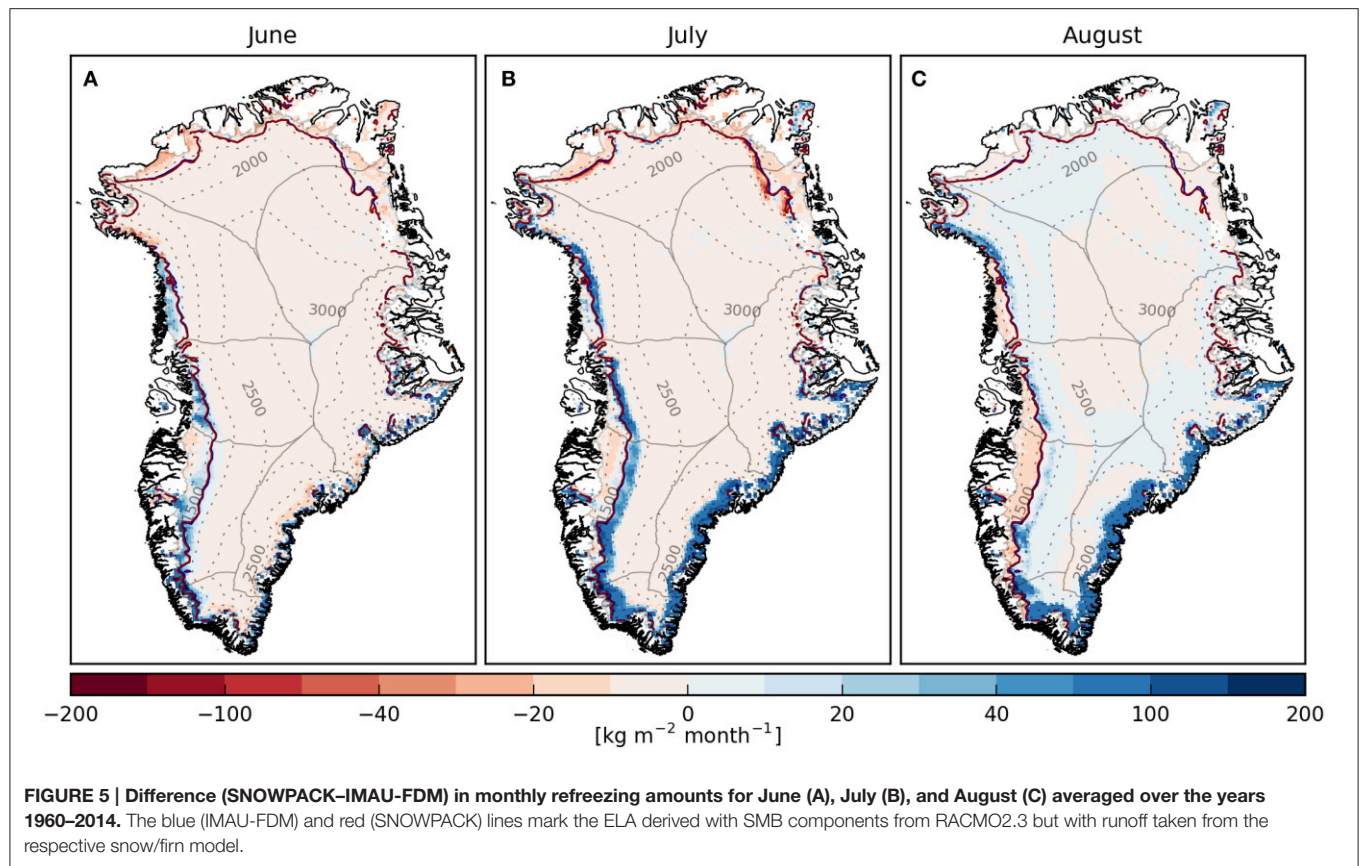 June
July
August
A
B
C
2000
3000
2500
1500
2500
2000
3000
2500
1500
2500
2000
3000
2500
1500
2500
−200
−100
−40
−20
0
20
40
100
200
[kg m⁻² month⁻¹]
FIGURE 5 | Difference (SNOWPACK–IMAU-FDM) in monthly refreezing amounts for June (A), July (B), and August (C) averaged over the years
1960–2014. The blue (IMAU-FDM) and red (SNOWPACK) lines mark the ELA derived with SMB components from RACMO2.3 but with runoff taken from the
respective snow/firn model.